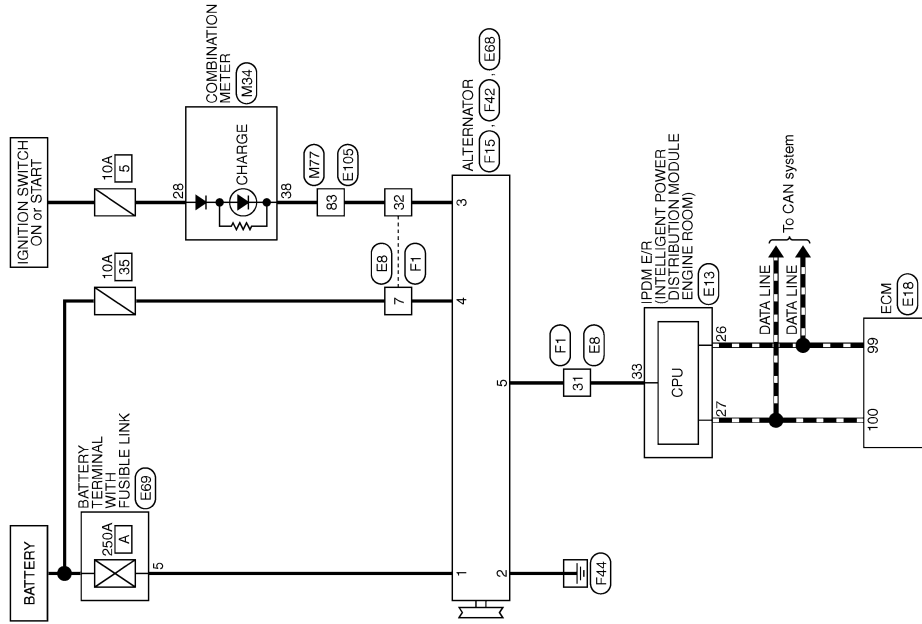 BATTERY
IGNITION SWITCH
ON or START
10A
35
10A
5
COMBINATION
METER
M34
28
CHARGE
38
250A
A
BATTERY
TERMINAL
WITH
FUSIBLE LINK
E69
5
83
M77
E105
7
E8
F1
32
1
4
3
ALTERNATOR
F15 , F42 , E68
2
5
F44
31
F1
E8
33
CPU
IPDM E/R
(INTELLIGENT POWER
DISTRIBUTION MODULE
ENGINE ROOM)
E13
27
26
DATA LINE
DATA LINE
To CAN system
100
99
ECM
E18